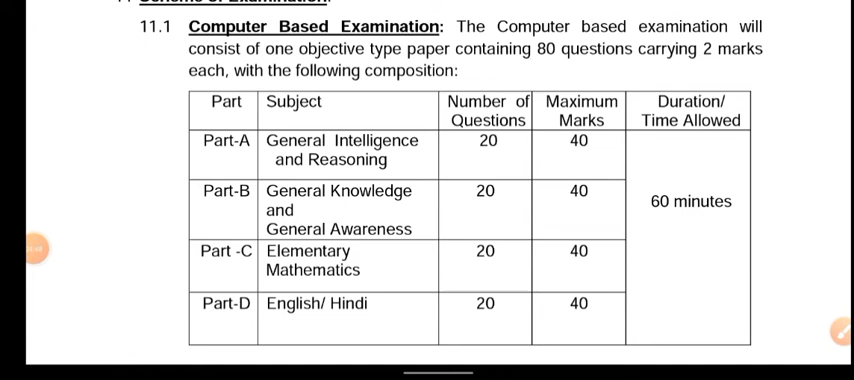 11.1 Computer Based Examination: The Computer based examination will
consist of one objective type paper containing 80 questions carrying 2 marks
each, with the following composition:
Part Subject Number of Questions Maximum Marks Duration/ Time Allowed
Part-A General Intelligence and Reasoning 20 40 60 minutes
Part-B General Knowledge and General Awareness 20 40
Part -C Elementary Mathematics 20 40
Part-D English/ Hindi 20 40